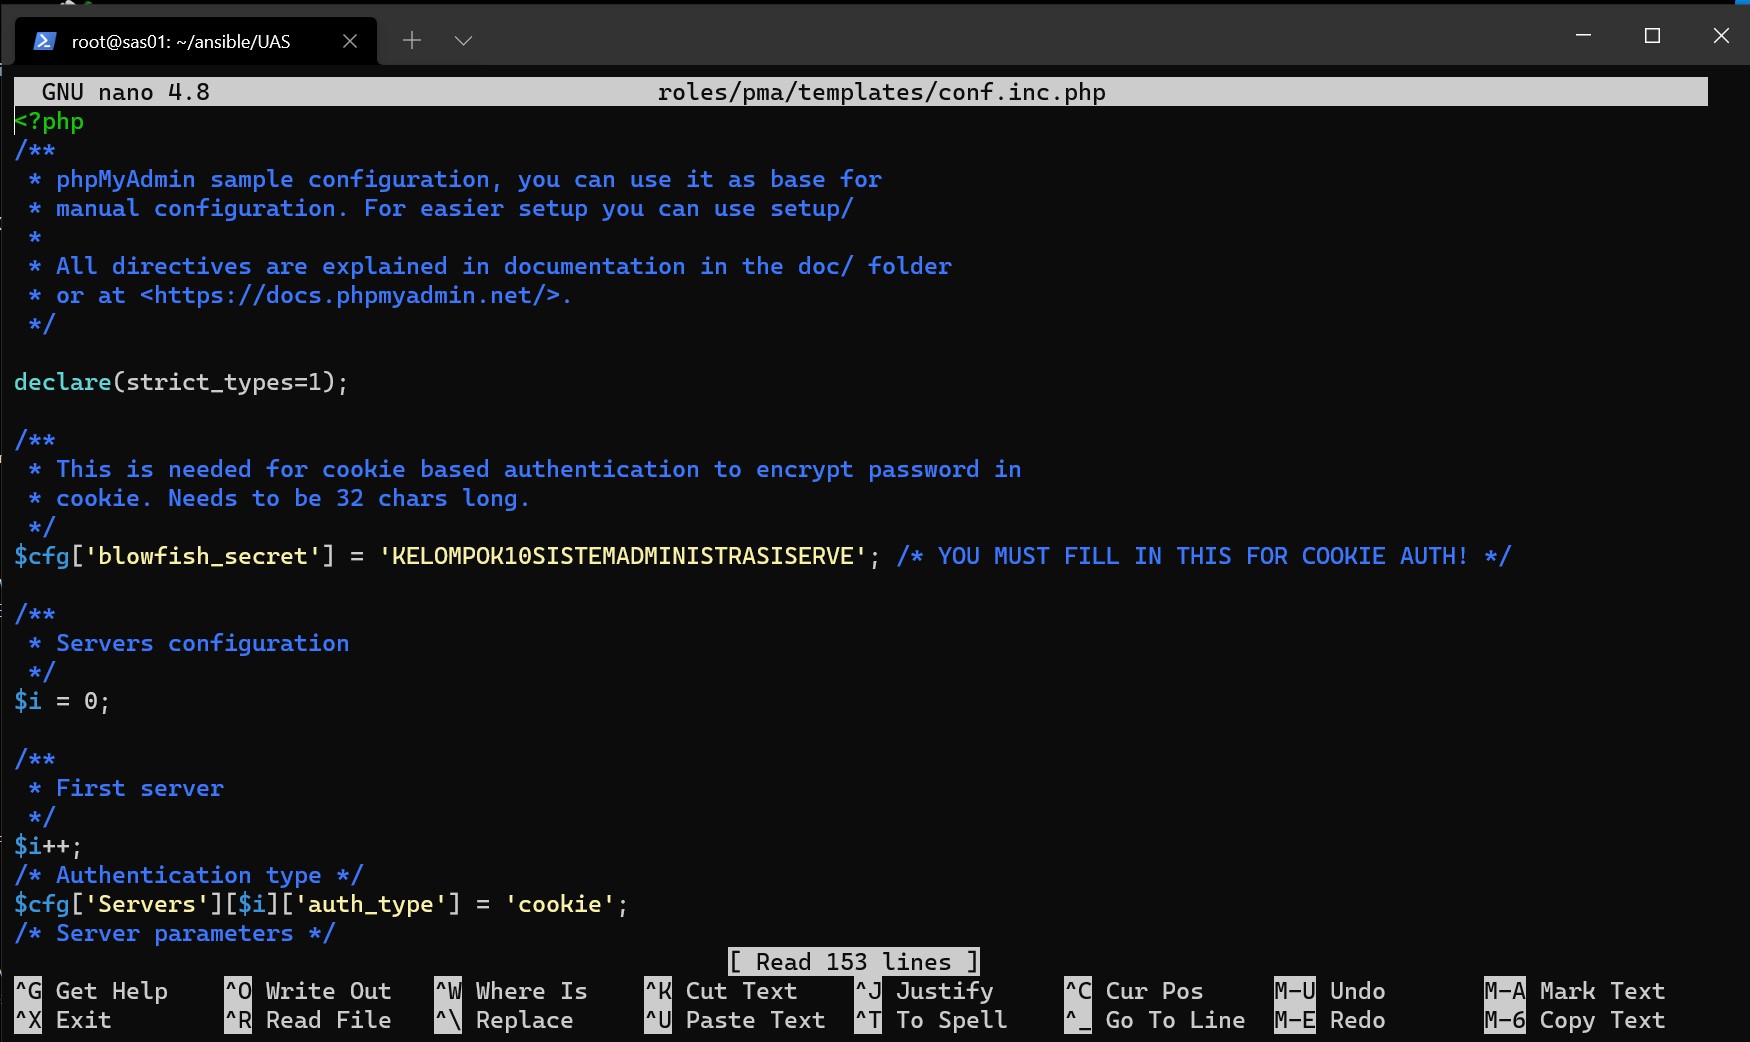 root@sas01: ~/ansible/UAS
GNU nano 4.8 roles/pma/templates/conf.inc.php
<?php
/**
 * phpMyAdmin sample configuration, you can use it as base for
 * manual configuration. For easier setup you can use setup/
 *
 * All directives are explained in documentation in the doc/ folder
 * or at <https://docs.phpmyadmin.net/>.
 */

declare(strict_types=1);

/**
 * This is needed for cookie based authentication to encrypt password in
 * cookie. Needs to be 32 chars long.
 */
$cfg['blowfish_secret'] = 'KELOMPOK10SISTEMADMINISTRASISERVE'; /* YOU MUST FILL IN THIS FOR COOKIE AUTH! */

/**
 * Servers configuration
 */
$i = 0;

/**
 * First server
 */
$i++;
/* Authentication type */
$cfg['Servers'][$i]['auth_type'] = 'cookie';
/* Server parameters */
[ Read 153 lines ]
^G Get Help ^O Write Out ^W Where Is ^K Cut Text ^J Justify ^C Cur Pos M-U Undo M-A Mark Text
^X Exit ^R Read File ^\ Replace ^U Paste Text ^T To Spell ^_ Go To Line M-E Redo M-6 Copy Text